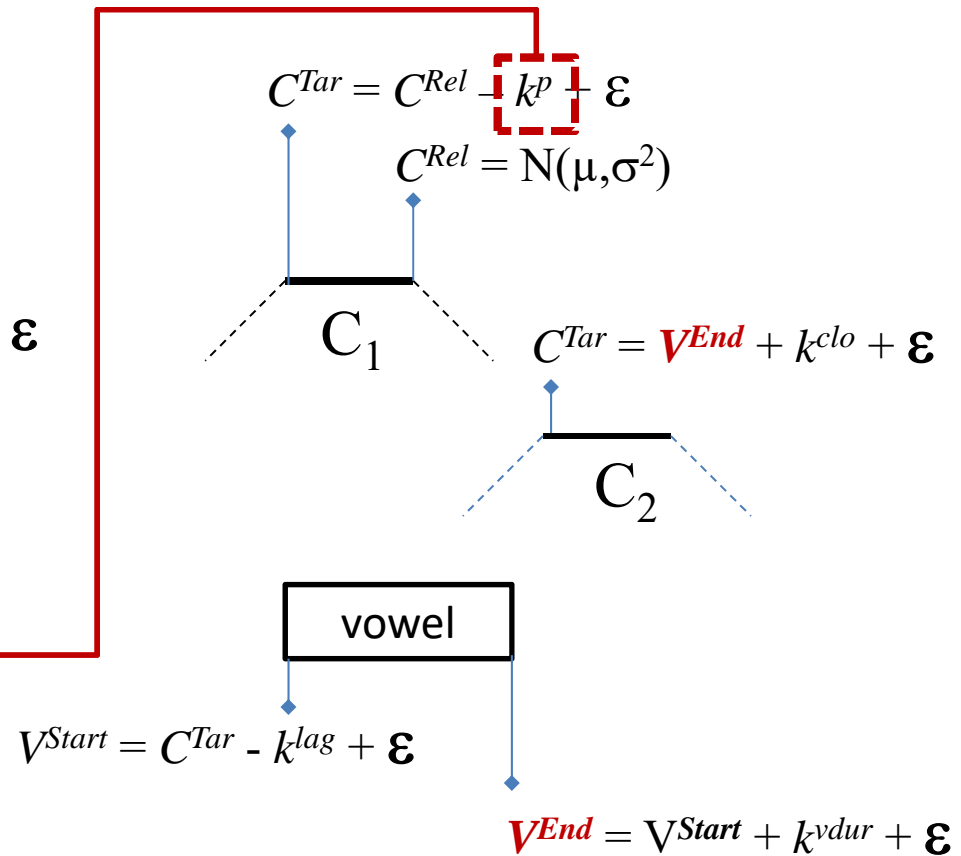 C^Tar = C^Rel – k^p + ε
C^Rel = N(μ,σ²)
ε
C₁
C^Tar = V^End + k^clo + ε
C₂
vowel
V^Start = C^Tar - k^lag + ε
V^End = V^Start + k^vdur + ε